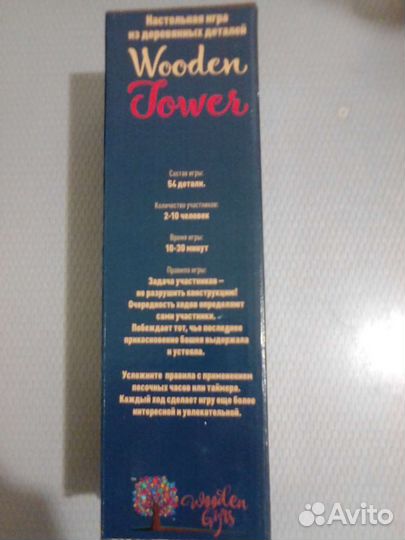 Настольная игра
из деревянных деталей
Wooden
Tower
Состав игры:
54 детали.
Количество участников:
2-10 человек
Время игры:
10-30 минут
Правила игры:
Задача участников –
не разрушить конструкцию!
Очередность ходов определяют
сами участники.
Побеждает тот, чье последнее
прикасновение башня выдержала
и устояла.
Усложните правила с применением
песочных часов или таймера.
Каждый ход сделает игру еще более
интересной и увлекательной.
Wooden
Gifts
Avito